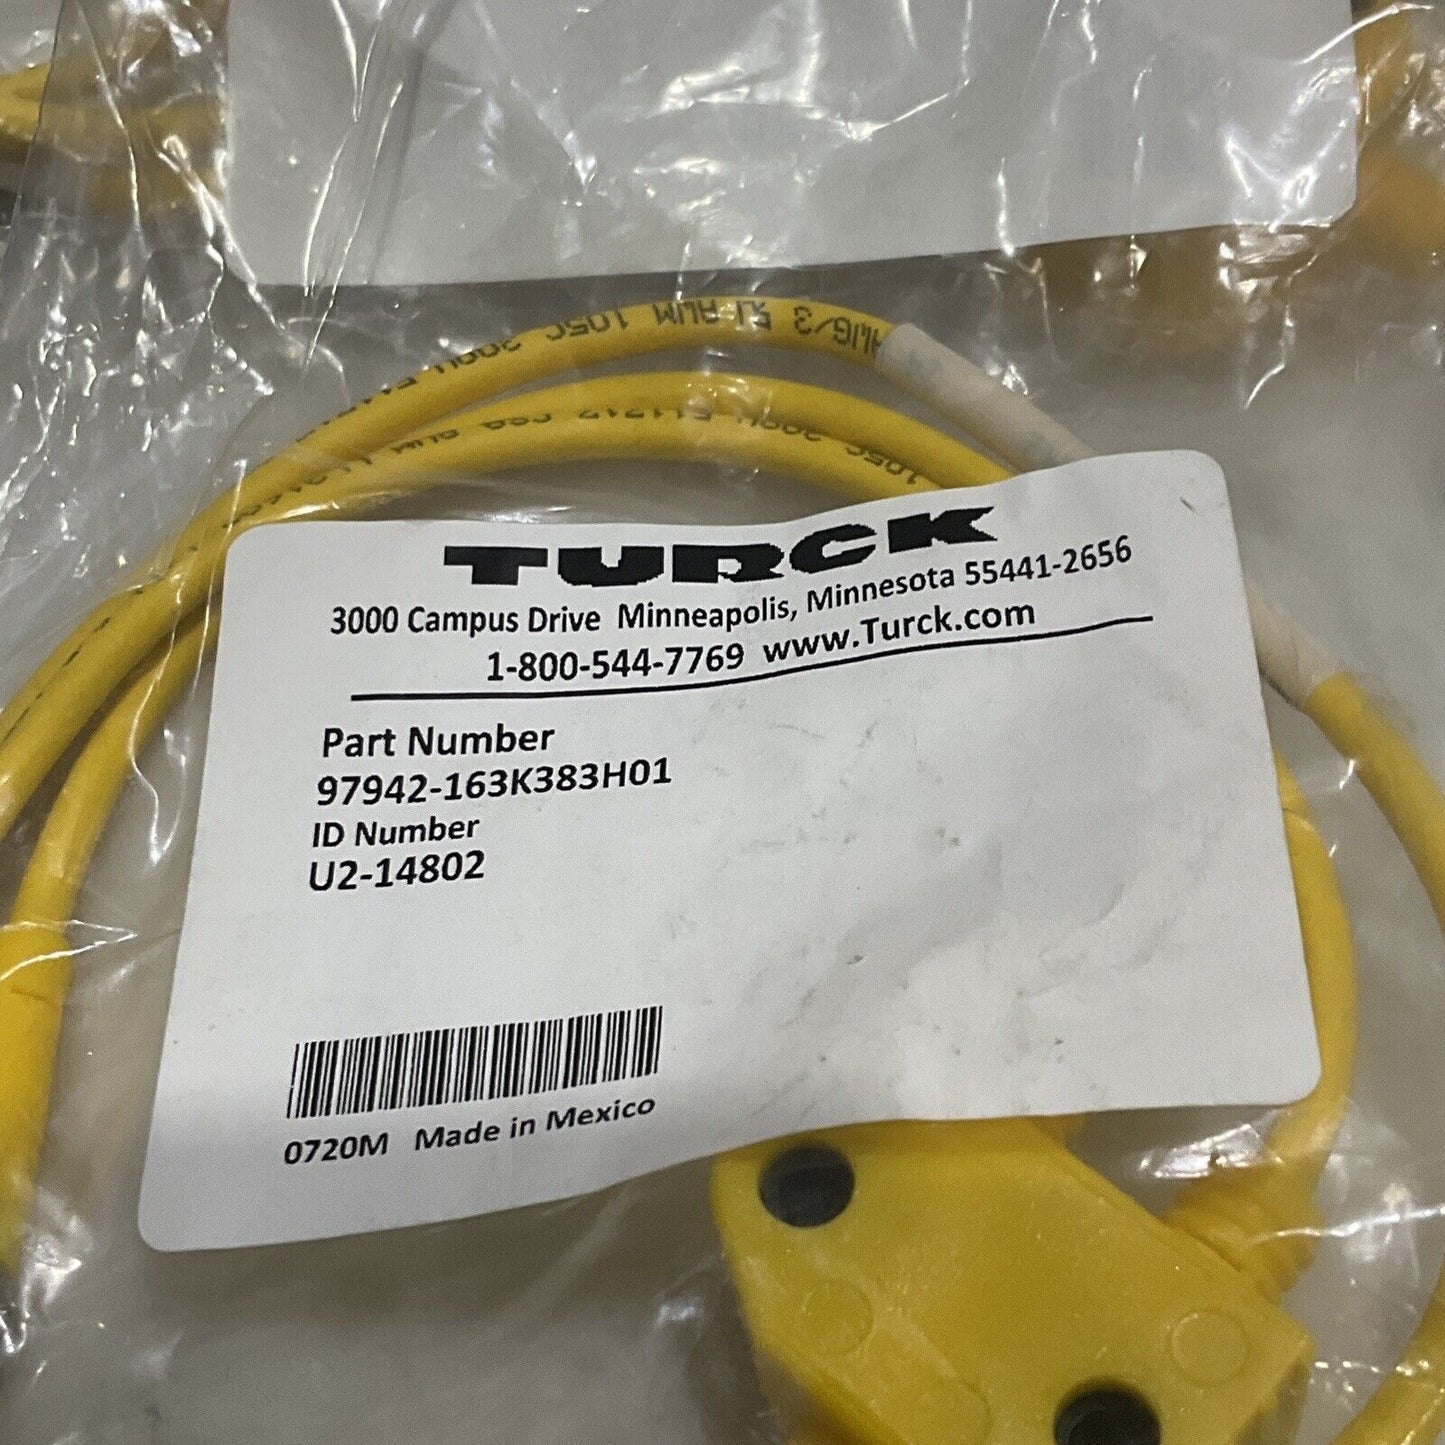 105C
TURCK
3000 Campus Drive Minneapolis, Minnesota 55441-2656
1-800-544-7769 www.Turck.com
Part Number
97942-163K383H01
ID Number
U2-14802
0720M Made in Mexico